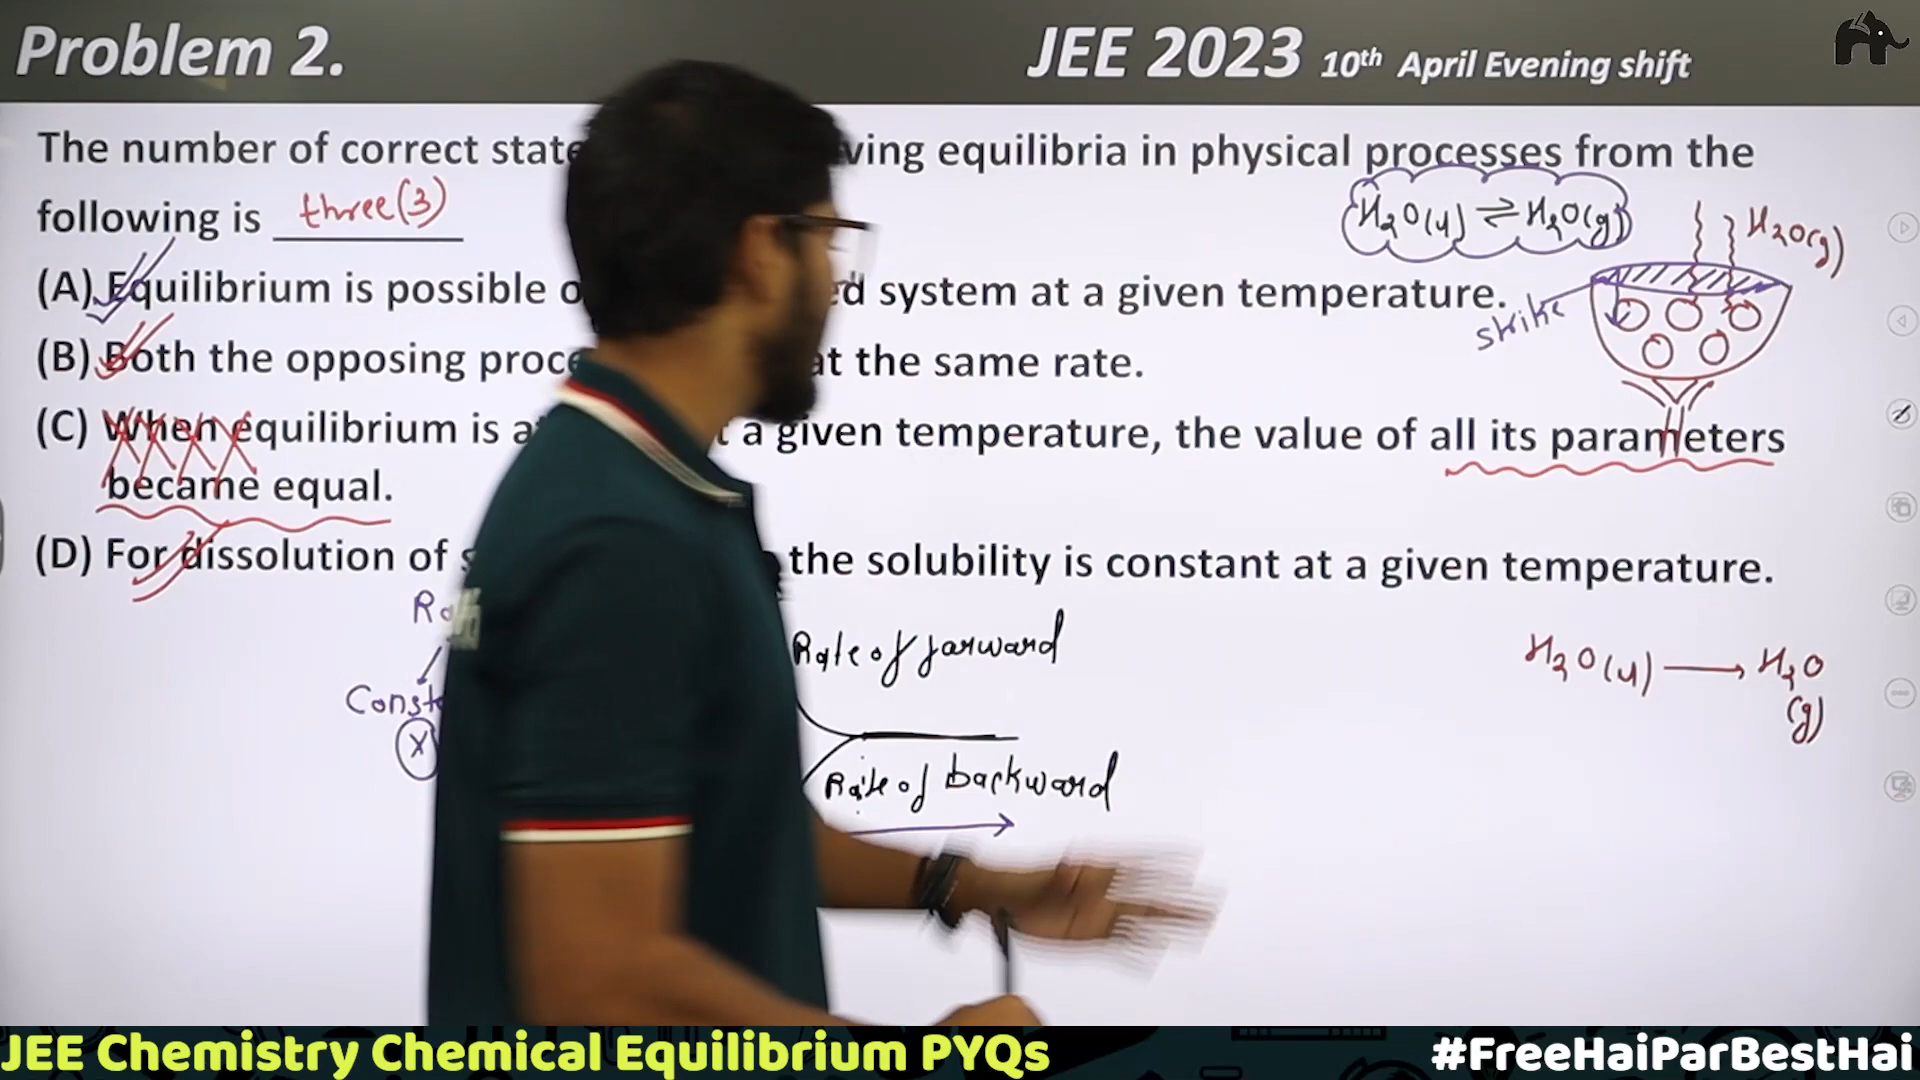 Problem 2.
JEE 2023 10th April Evening shift
The number of correct ving equilibria in physical processes from the
following is three(3)
H₂O(l) ⇌ H₂O(g)
H₂O(g)
(A) Equilibrium is possible system at a given temperature.
strike
(B) Both the opposing at the same rate.
(C) When equilibrium is a given temperature, the value of all its parameters
became equal.
(D) For dissolution of the solubility is constant at a given temperature.
Rate of forward
H₂O(l) → H₂O
(g)
X
Rate of backward
JEE Chemistry Chemical Equilibrium PYQs
#FreeHaiParBestHai